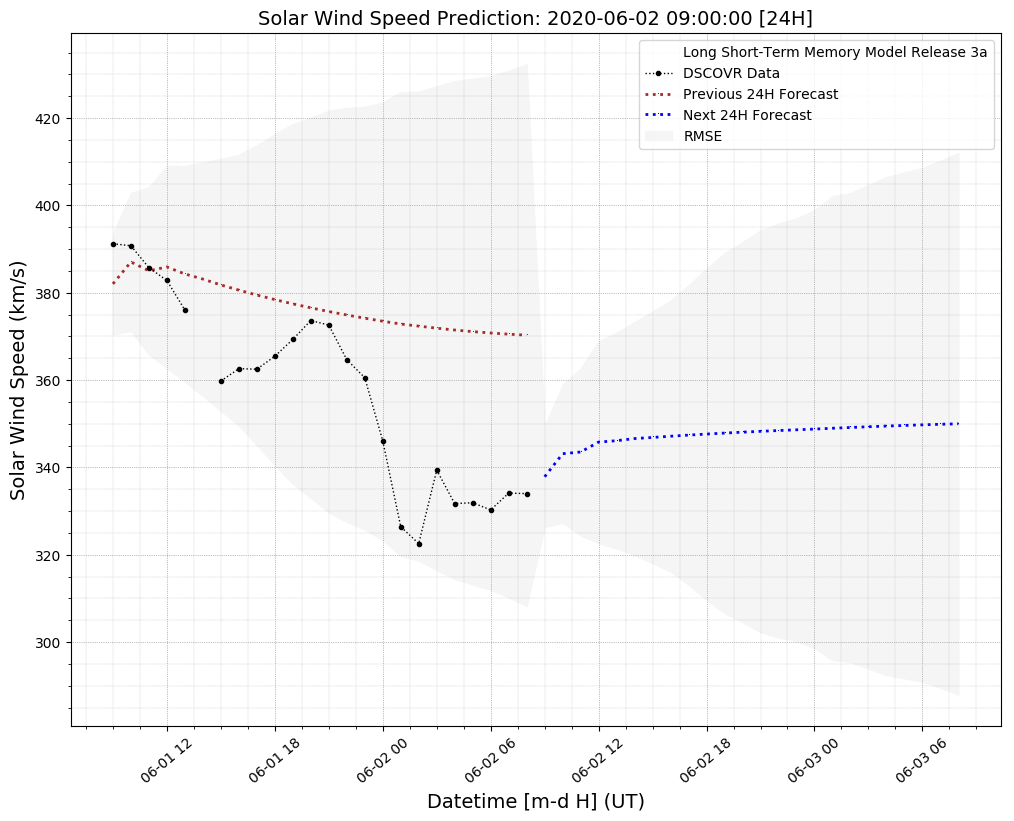 Solar Wind Speed Prediction: 2020-06-02 09:00:00 [24H]
Long Short-Term Memory Model Release 3a
DSCOVR Data
Previous 24H Forecast
Next 24H Forecast
RMSE
Solar Wind Speed (km/s)
420
400
380
360
340
320
300
06-01 12
06-01 18
06-02 00
06-02 06
06-02 12
06-02 18
06-03 00
06-03 06
Datetime [m-d H] (UT)